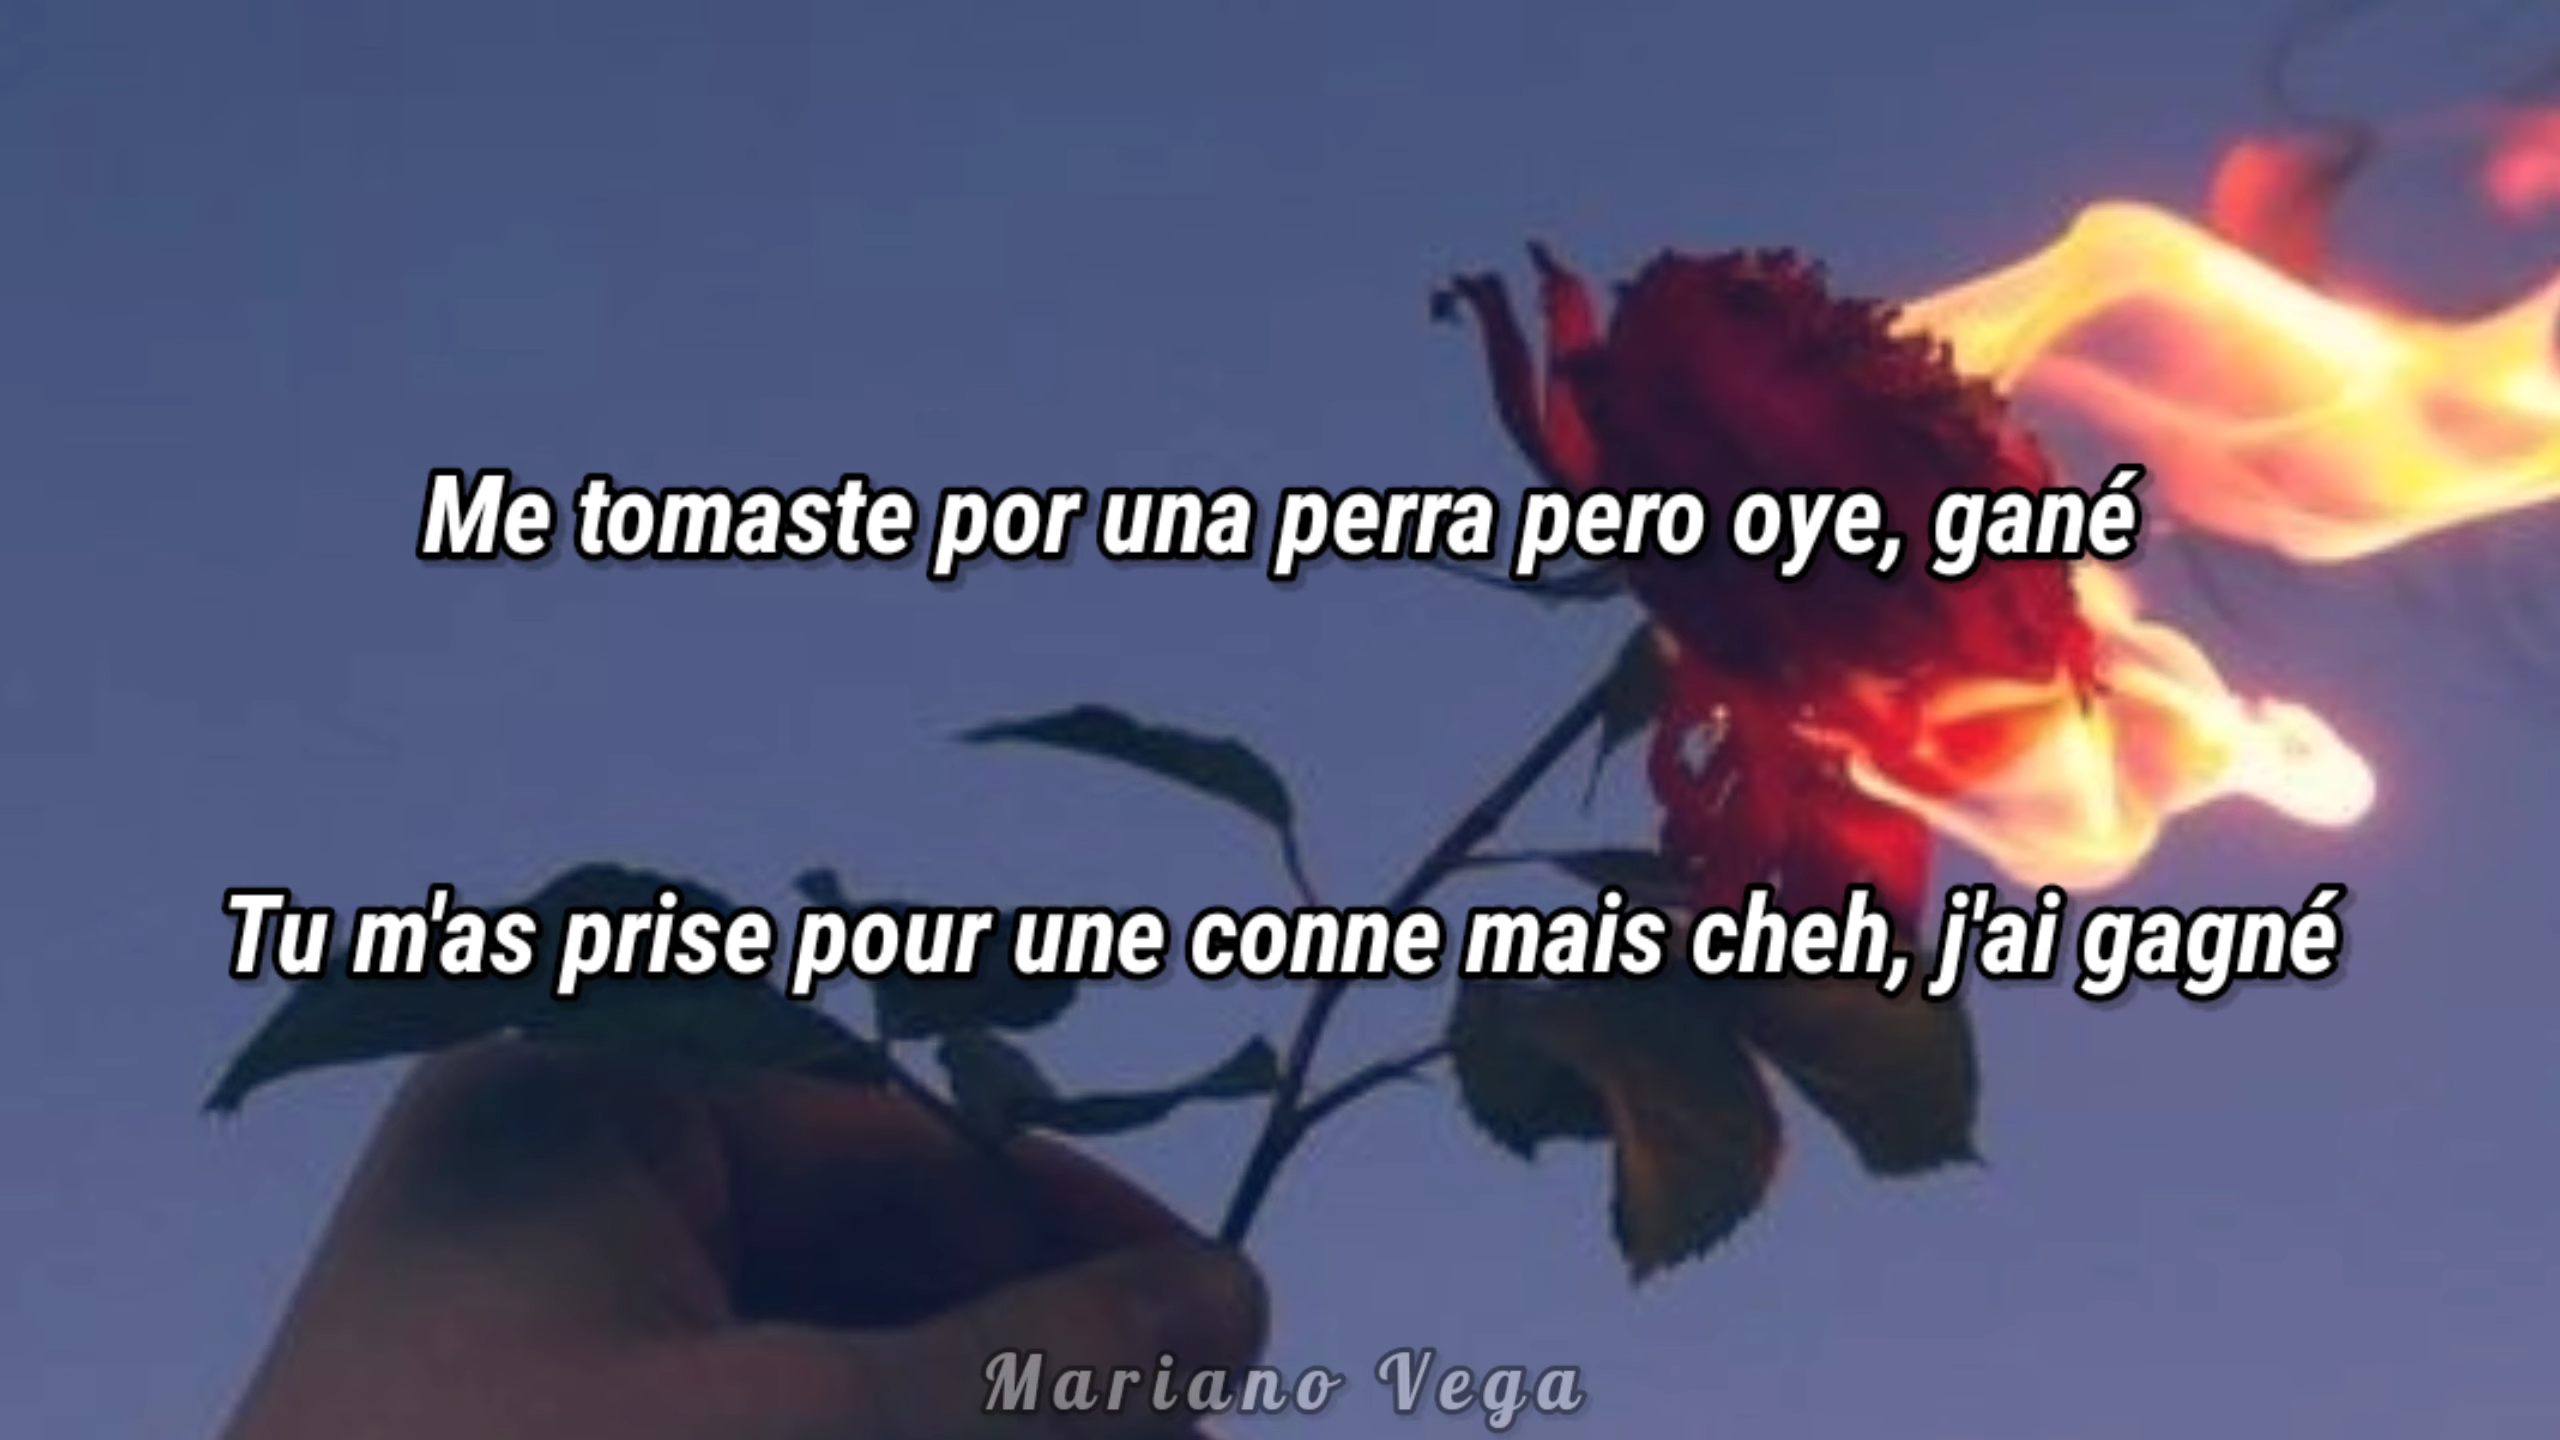 Me tomaste por una perra pero oye, gané
Tu m'as prise pour une conne mais cheh, j'ai gagné
Mariano Vega